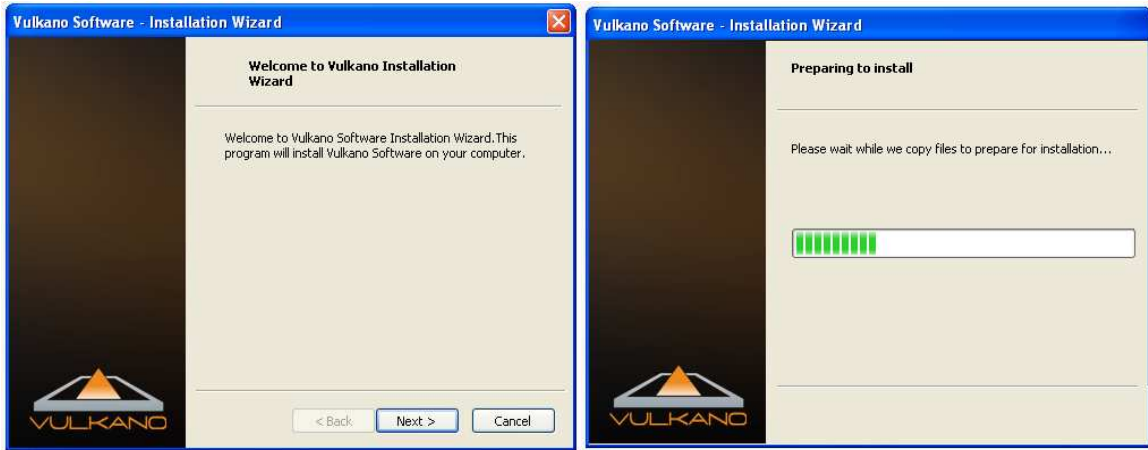 Vulkano Software - Installation Wizard
Welcome to Vulkano Installation
Wizard
Welcome to Vulkano Software Installation Wizard.This
program will install Vulkano Software on your computer.
VULKANO
< Back
Next >
Cancel
Vulkano Software - Installation Wizard
Preparing to install
Please wait while we copy files to prepare for installation...
VULKANO